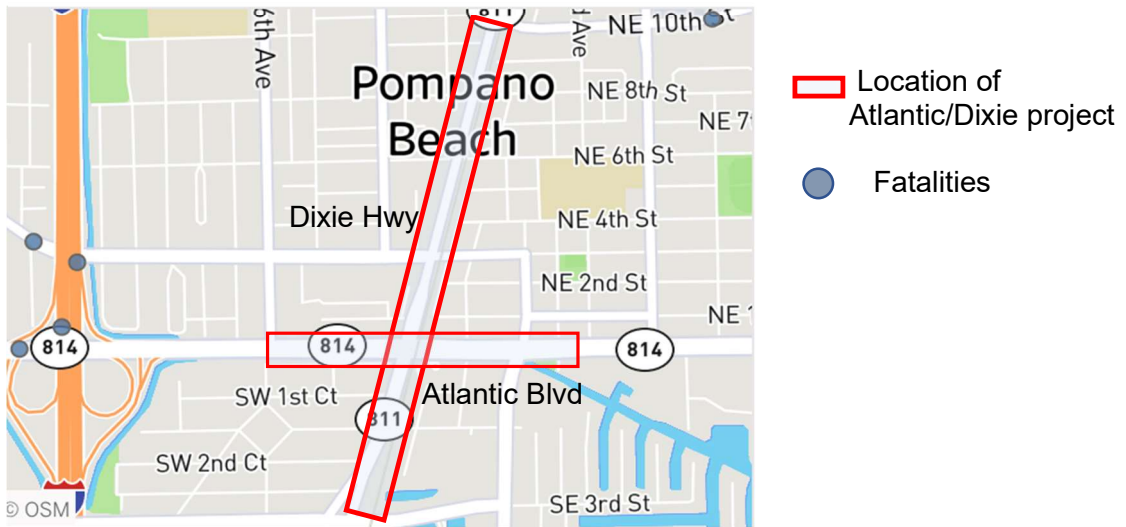 811
d Ave
NE 10th St
6th Ave
Pompano
Beach
NE 8th St
NE 7
NE 6th St
Dixie Hwy
NE 4th St
NE 2nd St
NE 1
814
814
814
SW 1st Ct
Atlantic Blvd
811
SW 2nd Ct
SE 3rd St
© OSM
Location of
Atlantic/Dixie project
Fatalities